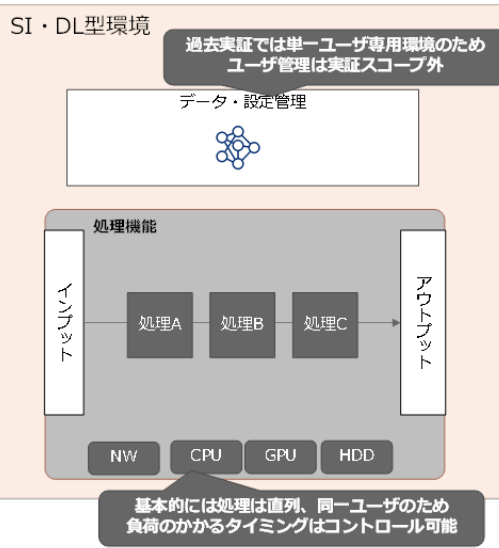 SI・DL型環境
過去実証では単一ユーザ専用環境のため
ユーザ管理は実証スコープ外
データ・設定管理
処理機能
インプット
処理A
処理B
処理C
アウトプット
NW
CPU
GPU
HDD
基本的には処理は直列、同一ユーザのため
負荷のかかるタイミングはコントロール可能